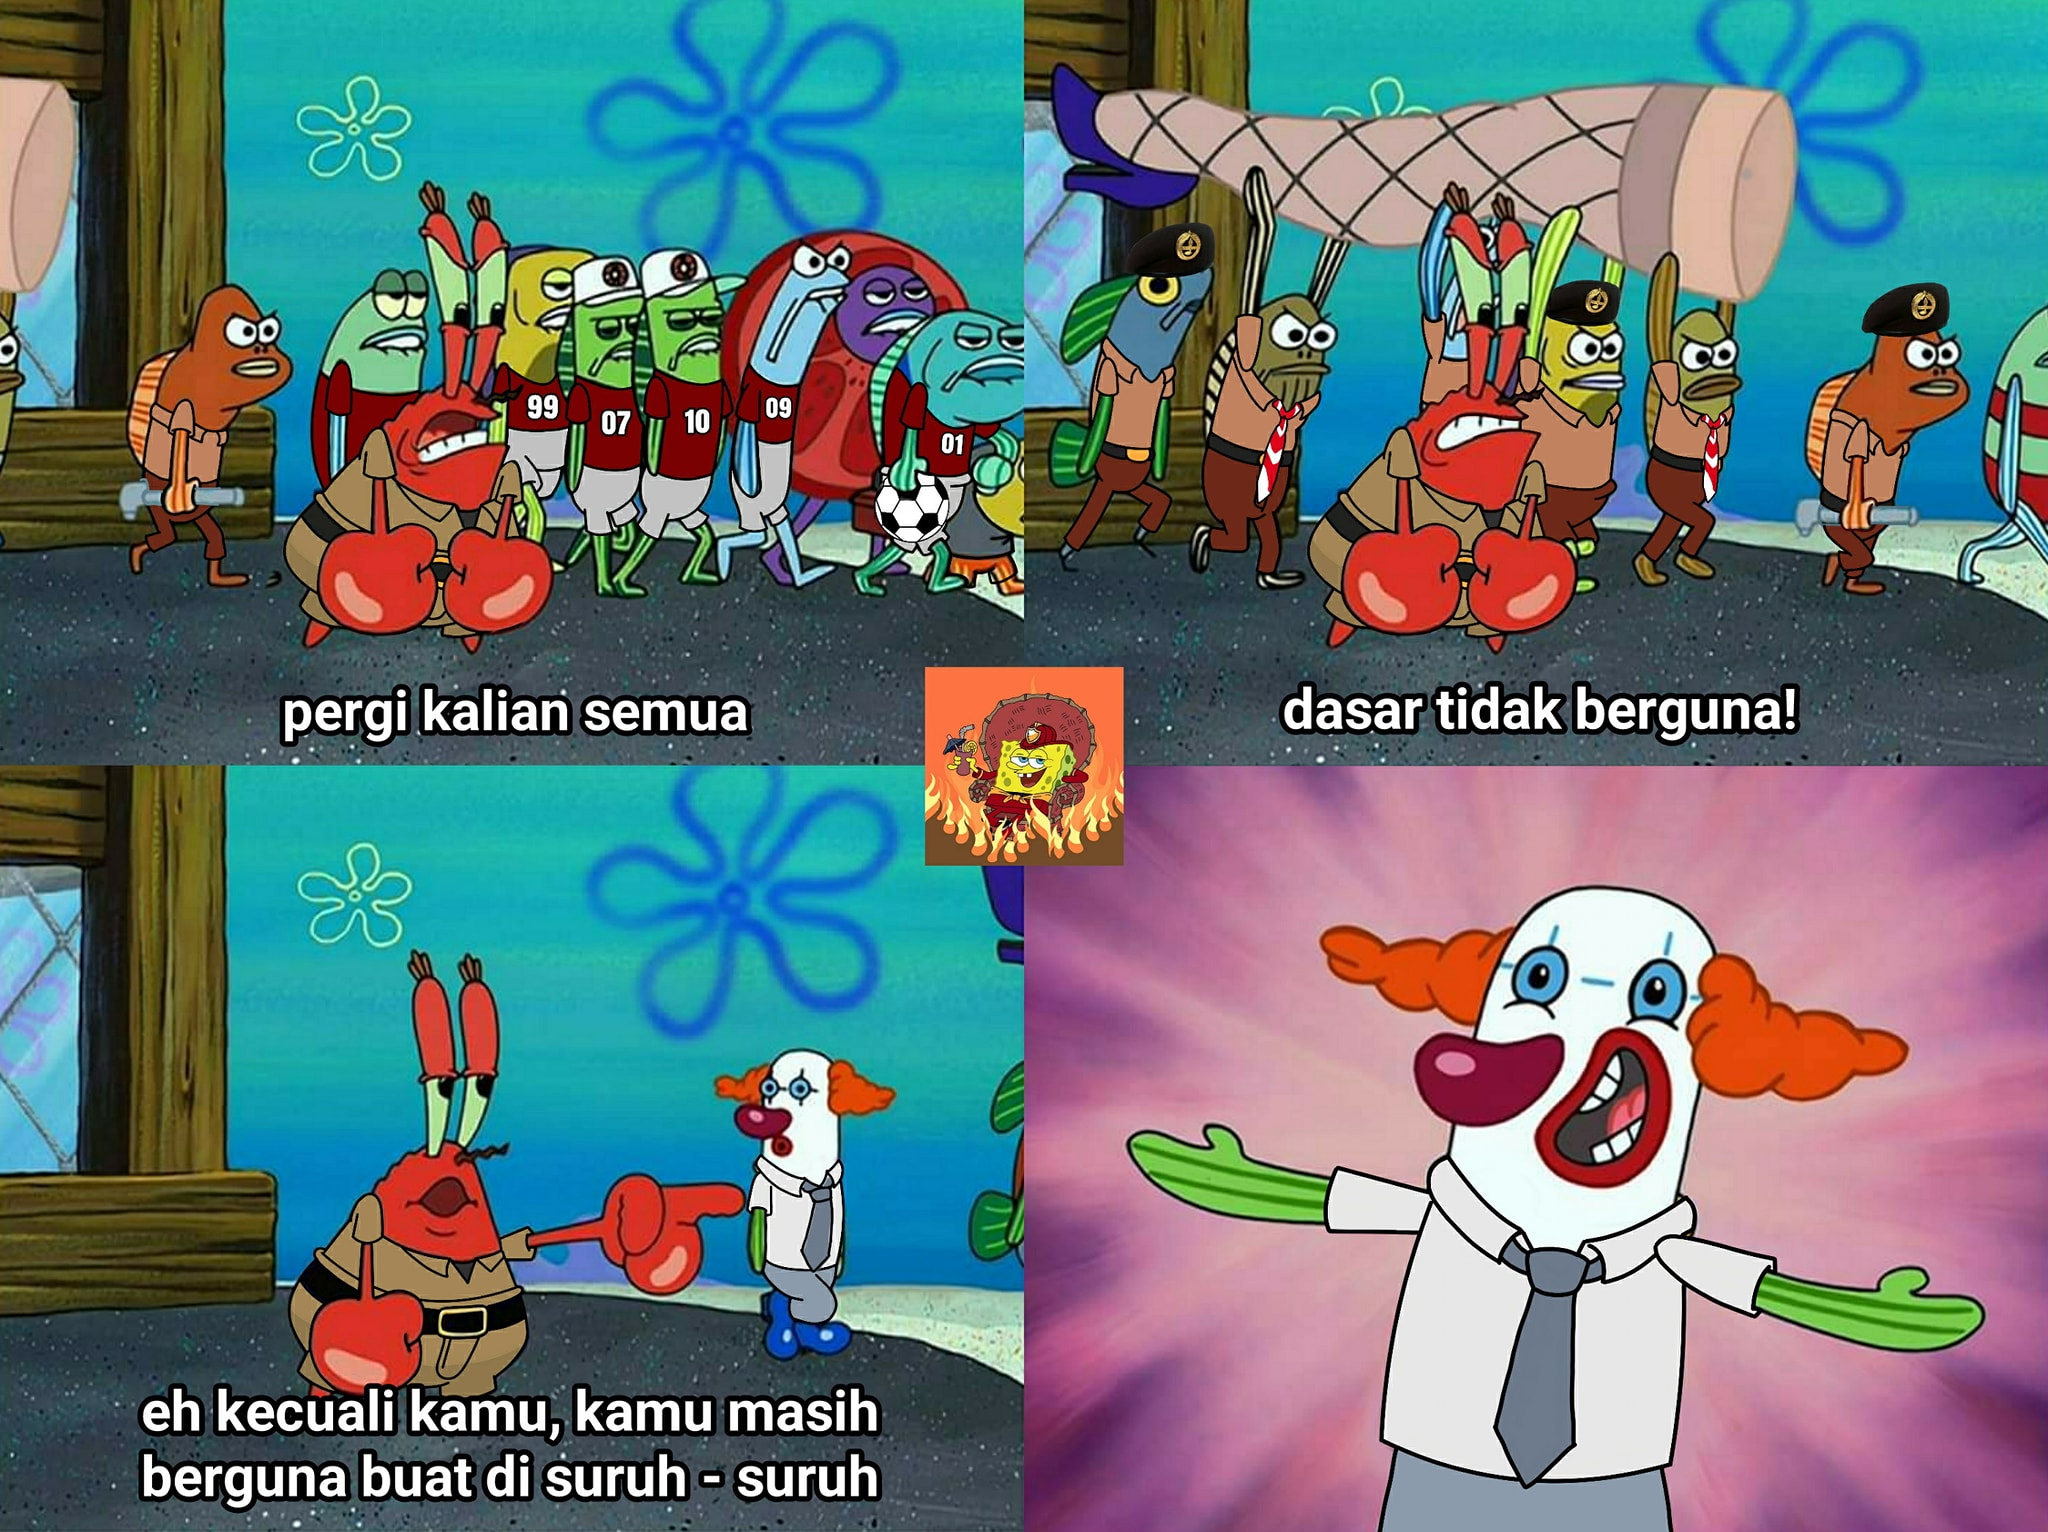 99
07
10
09
01
pergi kalian semua
dasar tidak berguna!
eh kecuali kamu, kamu masih
berguna buat di suruh - suruh